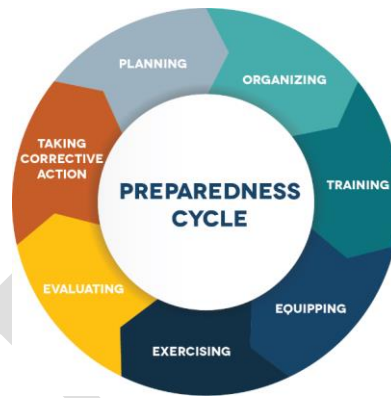 PREPAREDNESS
CYCLE
PLANNING
ORGANIZING
TRAINING
EQUIPPING
EXERCISING
EVALUATING
TAKING
CORRECTIVE
ACTION